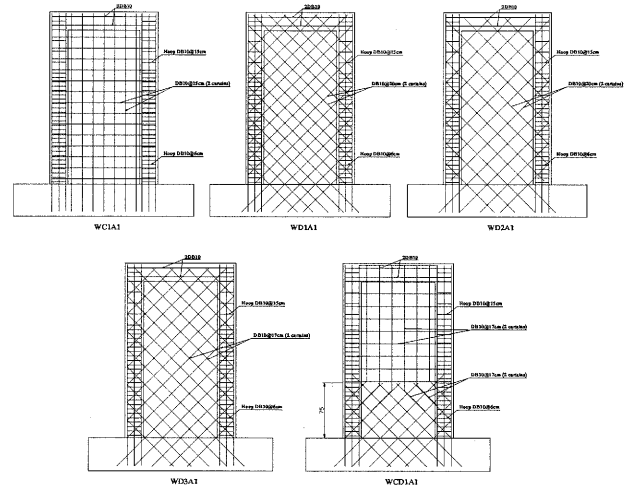 2DB10
Hoop DB10@15cm
DB10@15cm (2 curtains)
Hoop DB10@6cm
WC1A1
2DB10
Hoop DB10@15cm
DB10@20cm (2 curtains)
Hoop DB10@6cm
WD1A1
2DB10
Hoop DB10@15cm
DB10@20cm (2 curtains)
Hoop DB10@6cm
WD2A1
2DB10
Hoop DB10@15cm
DB10@17cm (2 curtains)
Hoop DB10@6cm
WD3A1
2DB10
Hoop DB10@15cm
DB10@17cm (2 curtains)
DB10@17cm (2 curtains)
75
Hoop DB10@6cm
WCD1A1